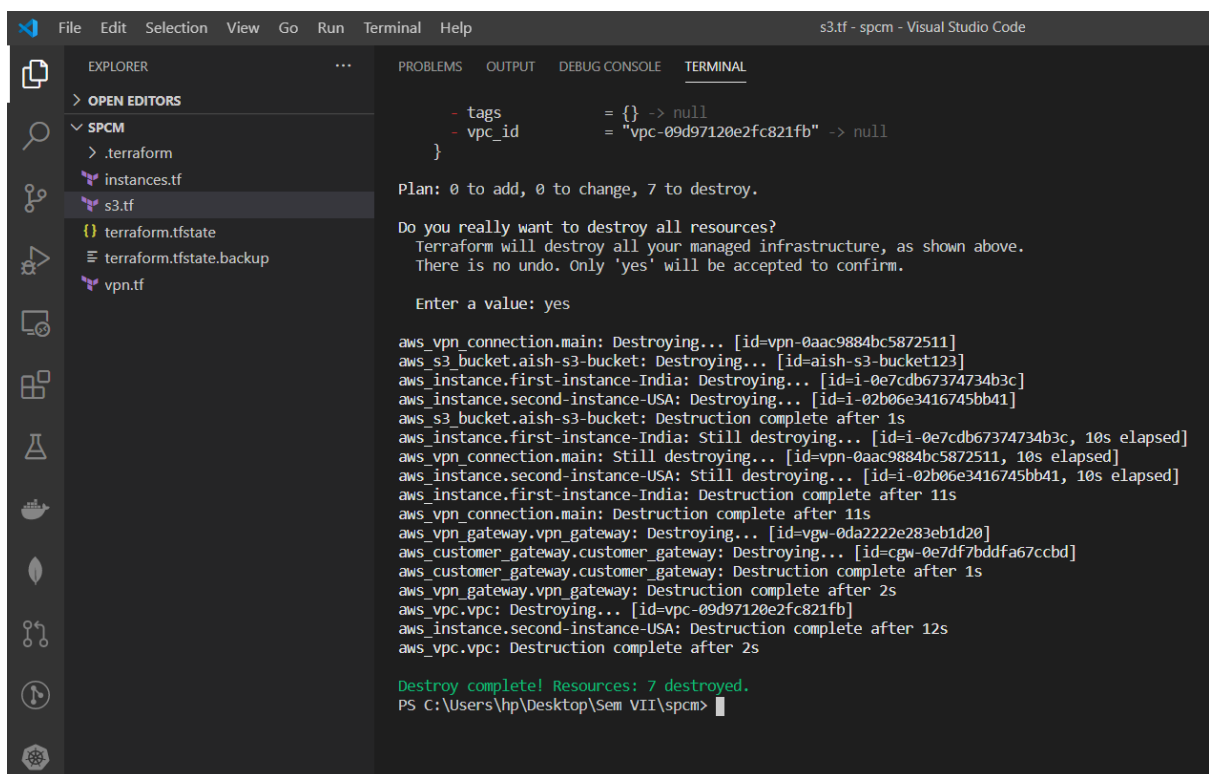 File Edit Selection View Go Run Terminal Help
s3.tf - spcm - Visual Studio Code
EXPLORER
OPEN EDITORS
SPCM
.terraform
instances.tf
s3.tf
{} terraform.tfstate
terraform.tfstate.backup
vpn.tf
PROBLEMS OUTPUT DEBUG CONSOLE TERMINAL
- tags = {} -> null
- vpc_id = "vpc-09d97120e2fc821fb" -> null
}
Plan: 0 to add, 0 to change, 7 to destroy.
Do you really want to destroy all resources?
Terraform will destroy all your managed infrastructure, as shown above.
There is no undo. Only 'yes' will be accepted to confirm.
Enter a value: yes
aws_vpn_connection.main: Destroying... [id=vpn-0aac9884bc5872511]
aws_s3_bucket.aish-s3-bucket: Destroying... [id=aish-s3-bucket123]
aws_instance.first-instance-India: Destroying... [id=i-0e7cdb67374734b3c]
aws_instance.second-instance-USA: Destroying... [id=i-02b06e3416745bb41]
aws_s3_bucket.aish-s3-bucket: Destruction complete after 1s
aws_instance.first-instance-India: Still destroying... [id=i-0e7cdb67374734b3c, 10s elapsed]
aws_vpn_connection.main: Still destroying... [id=vpn-0aac9884bc5872511, 10s elapsed]
aws_instance.second-instance-USA: Still destroying... [id=i-02b06e3416745bb41, 10s elapsed]
aws_instance.first-instance-India: Destruction complete after 11s
aws_vpn_connection.main: Destruction complete after 11s
aws_vpn_gateway.vpn_gateway: Destroying... [id=vgw-0da2222e283eb1d20]
aws_customer_gateway.customer_gateway: Destroying... [id=cgw-0e7df7bddfa67ccbd]
aws_customer_gateway.customer_gateway: Destruction complete after 1s
aws_vpn_gateway.vpn_gateway: Destruction complete after 2s
aws_vpc.vpc: Destroying... [id=vpc-09d97120e2fc821fb]
aws_instance.second-instance-USA: Destruction complete after 12s
aws_vpc.vpc: Destruction complete after 2s
Destroy complete! Resources: 7 destroyed.
PS C:\Users\hp\Desktop\Sem VII\spcm>